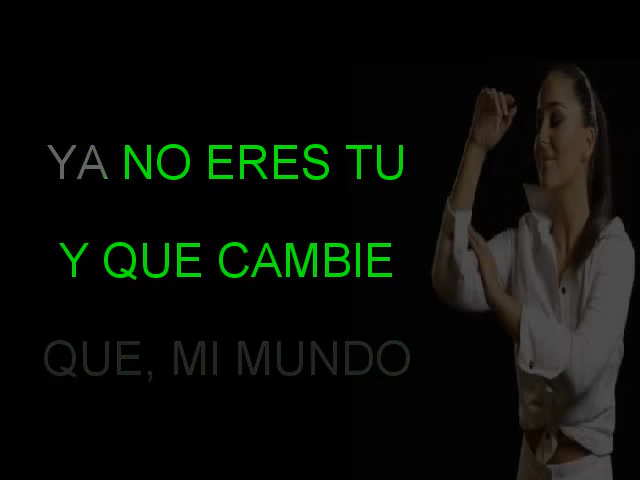 YA NO ERES TU
Y QUE CAMBIE
QUE, MI MUNDO